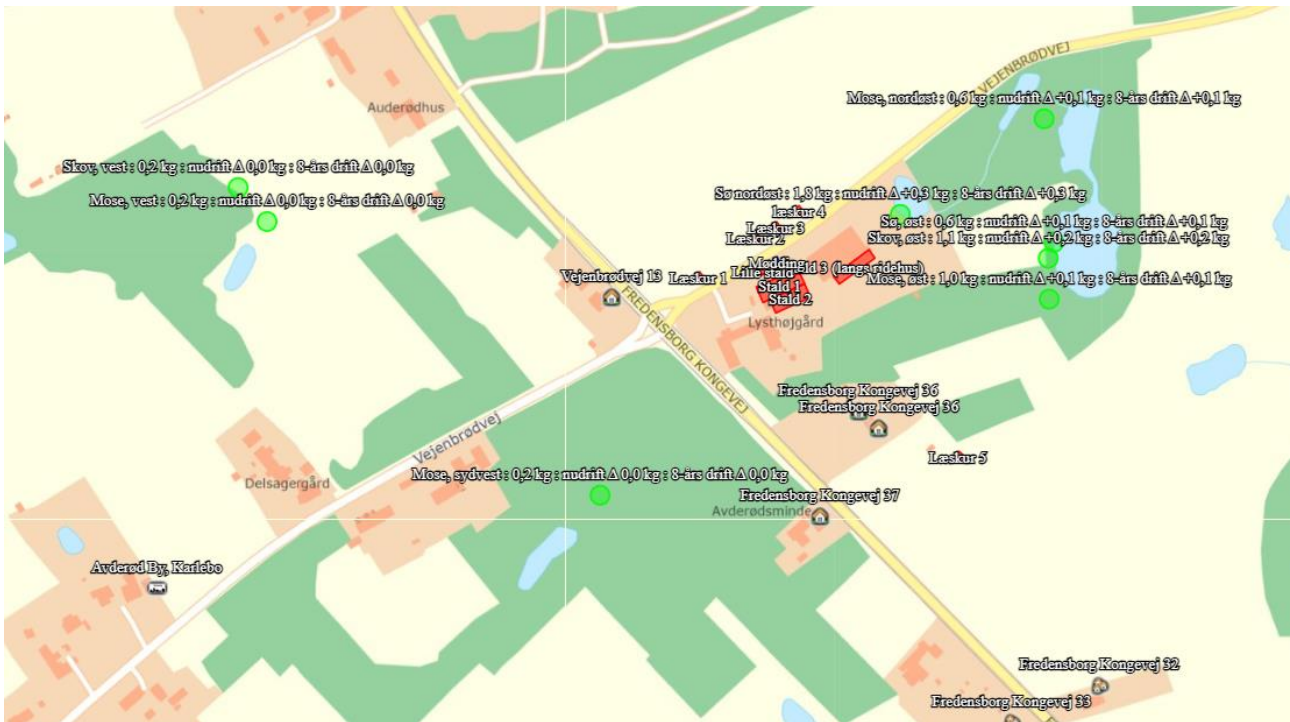 VEJENBRØDVEJ
Mose, nordøst : 0,6 kg : nudrift Δ +0,1 kg : 8-års drift Δ +0,1 kg
Auderødhus
Skov, vest : 0,2 kg : nudrift Δ 0,0 kg : 8-års drift Δ 0,0 kg
Mose, vest : 0,2 kg : nudrift Δ 0,0 kg : 8-års drift Δ 0,0 kg
Sø nordøst : 1,8 kg : nudrift Δ +0,3 kg : 8-års drift Δ +0,3 kg
læskur 4
Sø, øst : 0,6 kg : nudrift Δ +0,1 kg : 8-års drift Δ +0,1 kg
Læskur 3
Læskur 2
Skov, øst : 1,1 kg : nudrift Δ +0,2 kg : 8-års drift Δ +0,2 kg
Mødding
(langs ridehus)
Lille stald
Vejenbrødvej 13
Læskur 1
Mose, øst : 1,0 kg : nudrift Δ +0,1 kg : 8-års drift Δ +0,1 kg
Stald 1
Stald 2
Lysthøjgård
FREDENSBORG KONGEVEJ
Fredensborg Kongevej 36
Fredensborg Kongevej 36
Vejenbrødvej
Læskur 5
Mose, sydvest : 0,2 kg : nudrift Δ 0,0 kg : 8-års drift Δ 0,0 kg
Delsagergård
Fredensborg Kongevej 37
Avderødsminde
Avderød By, Karlebo
Fredensborg Kongevej 32
Fredensborg Kongevej 33